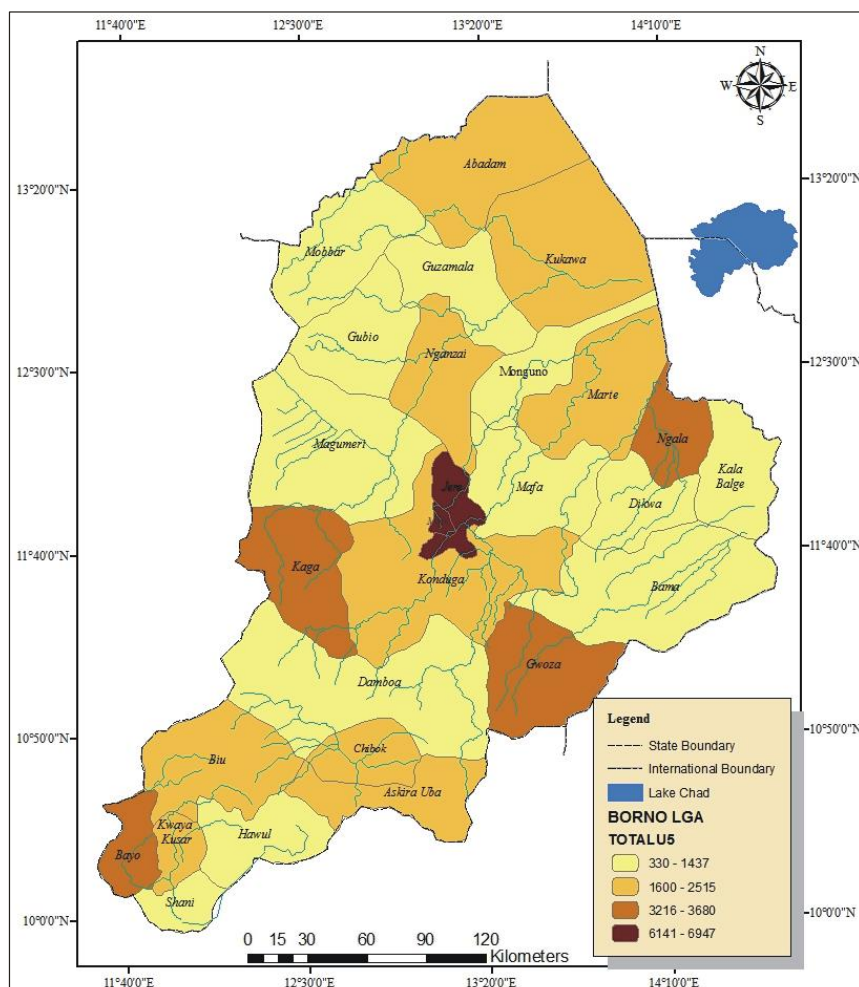 11°40'0"E 12°30'0"E 13°20'0"E 14°10'0"E
N
W E
S
13°20'0"N
13°20'0"N
12°30'0"N
12°30'0"N
11°40'0"N
11°40'0"N
10°50'0"N
10°50'0"N
10°0'0"N
10°0'0"N
Abadam
Mobbar
Guzamala
Kukawa
Gubio
Nganzai
Monguno
Marte
Magumeri
Ngala
Kala
Balge
Mafa
Dikwa
Kaga
Konduga
Bama
Gwoza
Damboa
Chibok
Biu
Askira Uba
Kwaya
Kusar
Hawul
Bayo
Shani
Legend
State Boundary
International Boundary
Lake Chad
BORNO LGA
TOTALU5
330 - 1437
1600 - 2515
3216 - 3680
6141 - 6947
0 15 30 60 90 120
Kilometers
11°40'0"E 12°30'0"E 13°20'0"E 14°10'0"E